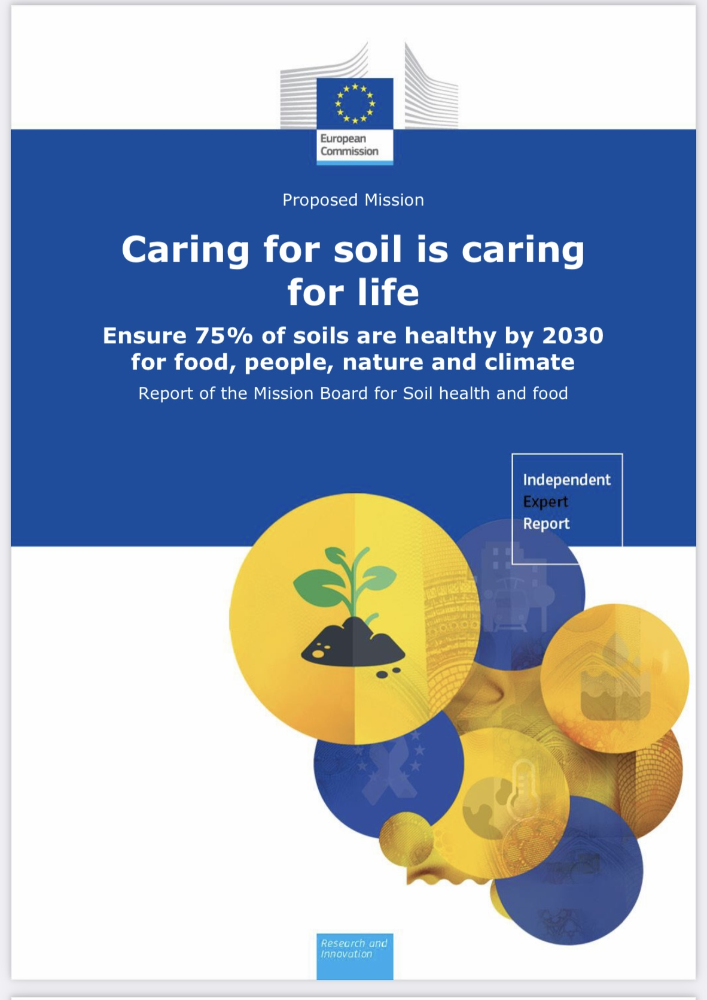 European
Commission
Proposed Mission
Caring for soil is caring
for life
Ensure 75% of soils are healthy by 2030
for food, people, nature and climate
Report of the Mission Board for Soil health and food
Independent
Expert
Report
Research and
Innovation